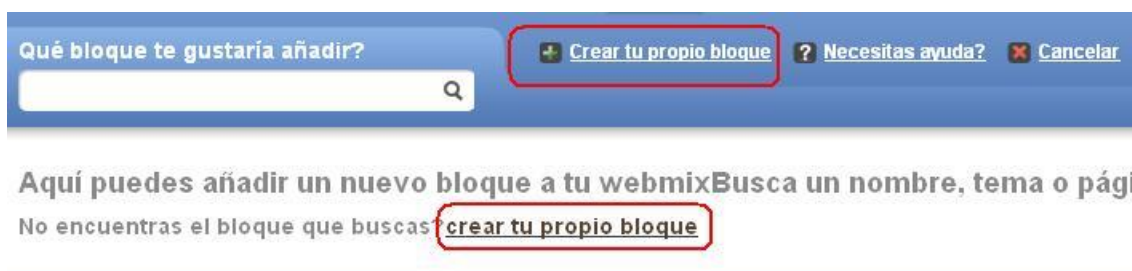 Qué bloque te gustaría añadir?
Crear tu propio bloque
Necesitas ayuda?
Cancelar
Aquí puedes añadir un nuevo bloque a tu webmixBusca un nombre, tema o pági
No encuentras el bloque que buscas? crear tu propio bloque